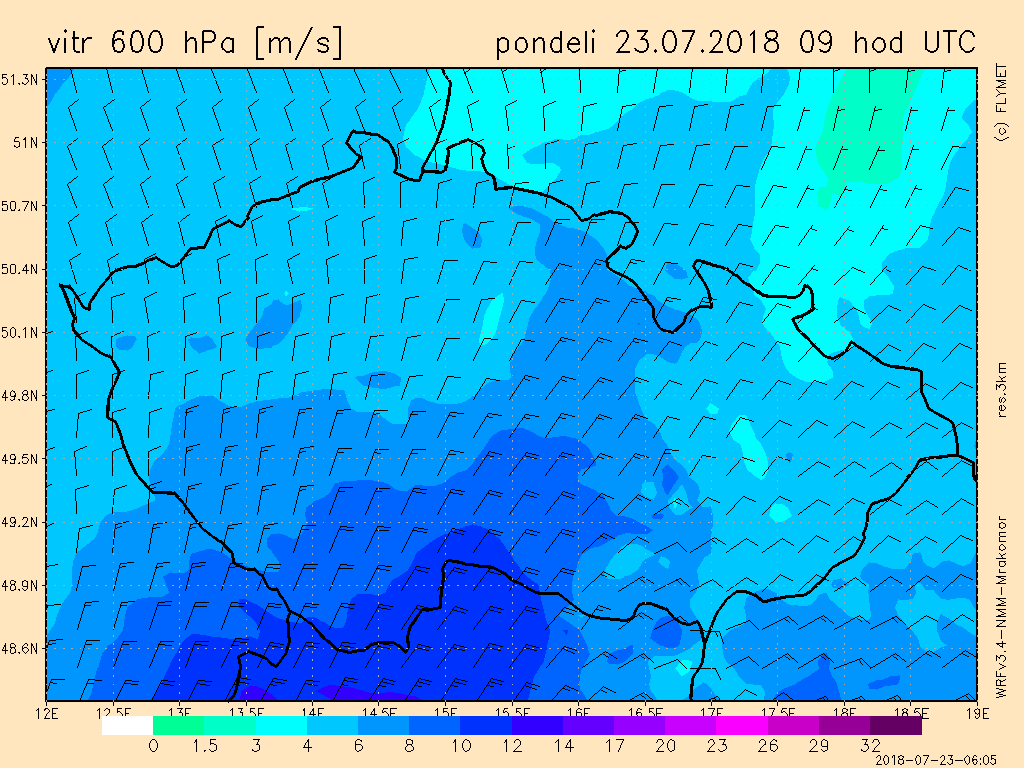 vitr 600 hPa [m/s] pondeli 23.07.2018 09 hod UTC
(c) FLYMET
51.3N
51N
50.7N
50.4N
50.1N
49.8N
49.5N
49.2N
48.9N
48.6N
res.3km
WRFv3.4-NMM-Mrakomor
12E 12.5E 13E 13.5E 14E 14.5E 15E 15.5E 16E 16.5E 17E 17.5E 18E 18.5E 19E
0 1.5 3 4 6 8 10 12 14 17 20 23 26 29 32
2018-07-23-06:05